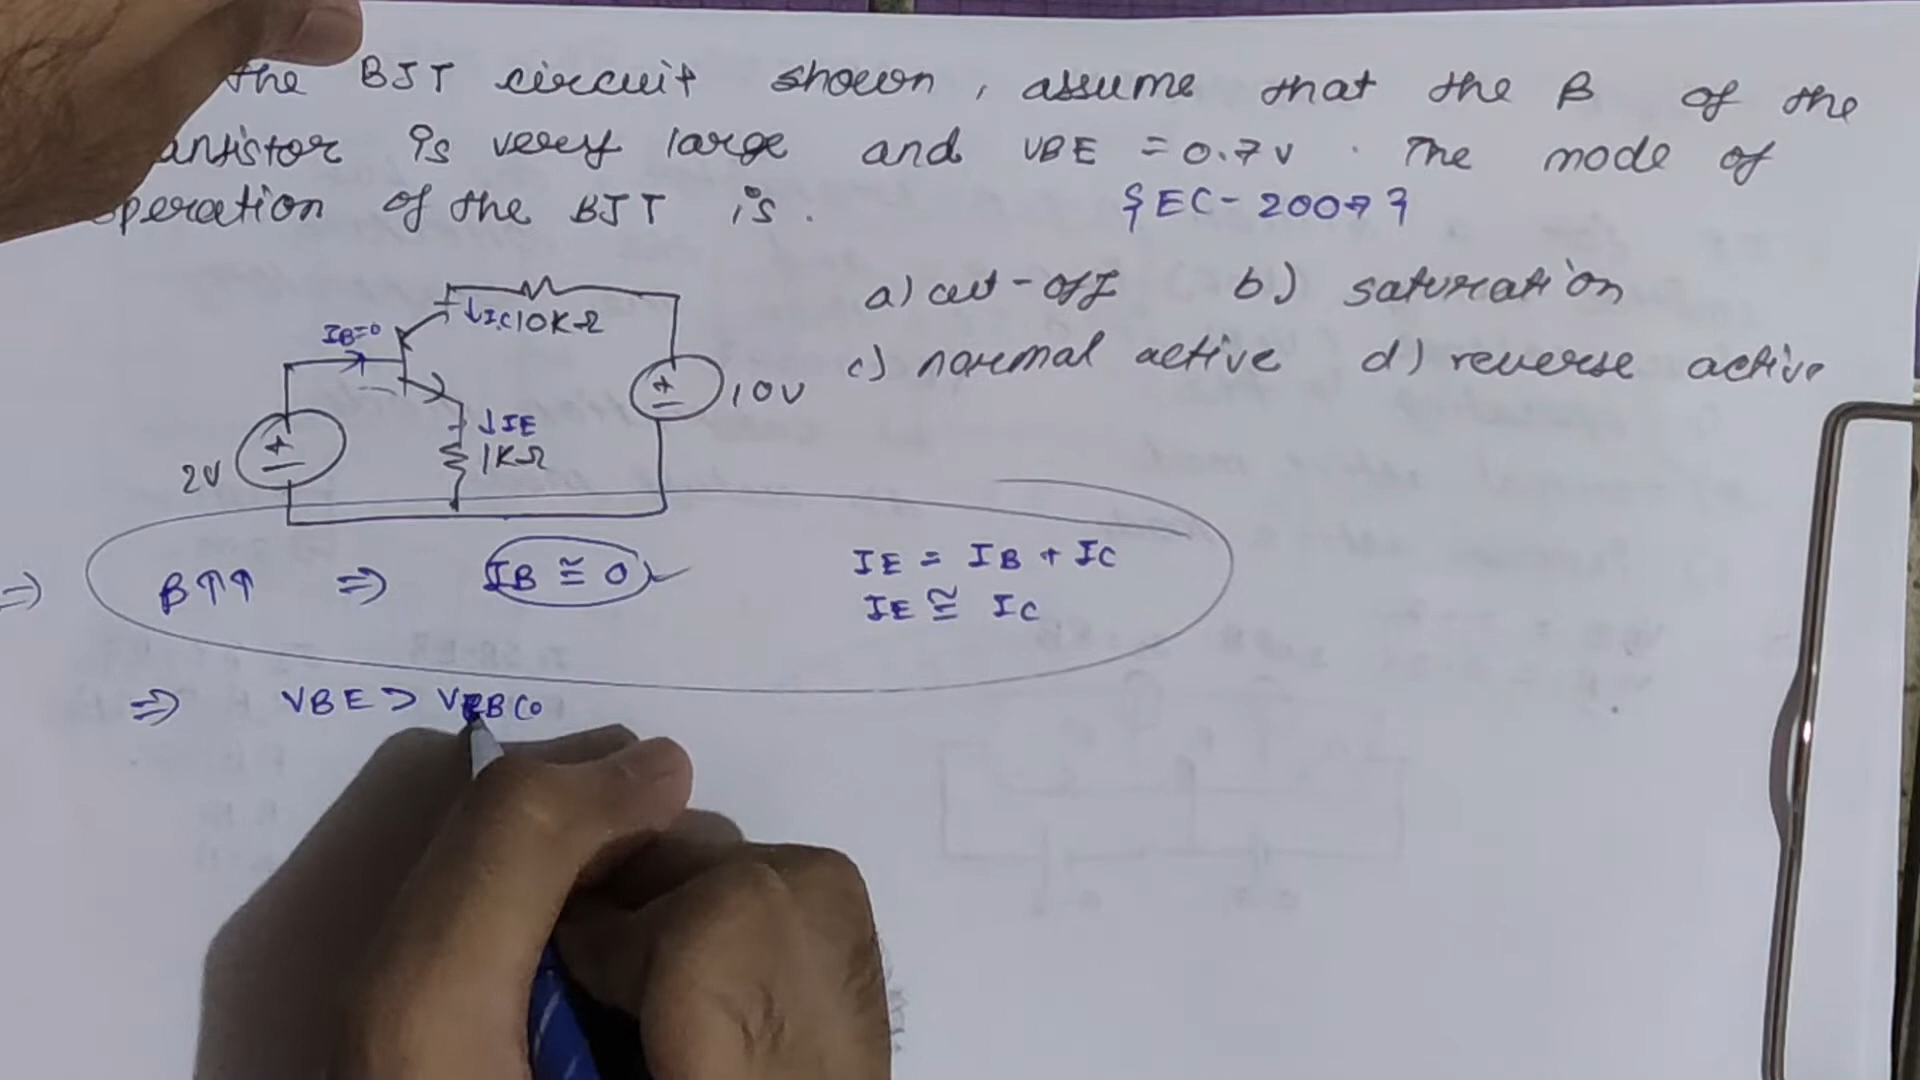 the BJT circuit shown, assume that the β of the
ansistor is very large and VBE = 0.7V. The mode of
operation of the BJT is.
{EC-2007}
a) cut-off b.) saturation
c) normal active d) reverse active
↓IC 10KΩ
IB=0
+
-
10V
↓IE
1KΩ
+
-
2V
⇒ β↑↑ ⇒ IB ≅ 0 ✓
IE = IB + IC
IE ≅ IC
⇒ VBE >